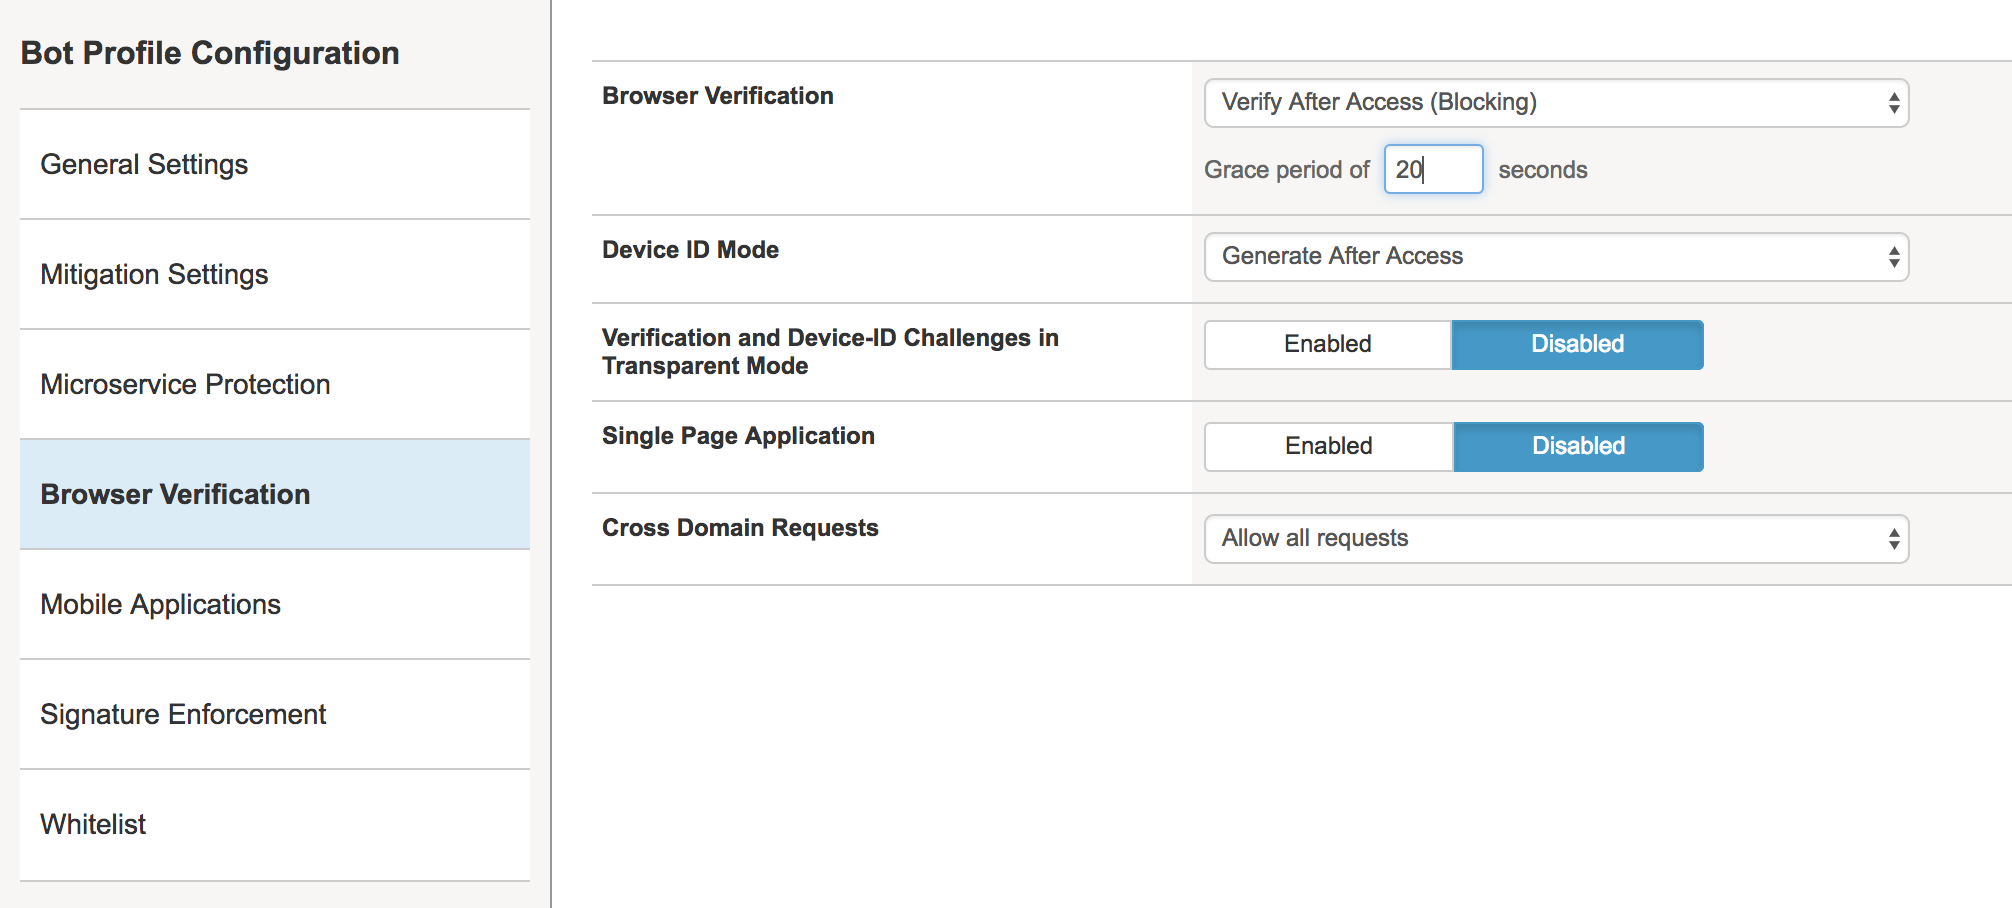 Bot Profile Configuration
General Settings
Mitigation Settings
Microservice Protection
Browser Verification
Mobile Applications
Signature Enforcement
Whitelist
Browser Verification
Verify After Access (Blocking)
Grace period of 20 seconds
Device ID Mode
Generate After Access
Verification and Device-ID Challenges in
Transparent Mode
Enabled Disabled
Single Page Application
Enabled Disabled
Cross Domain Requests
Allow all requests